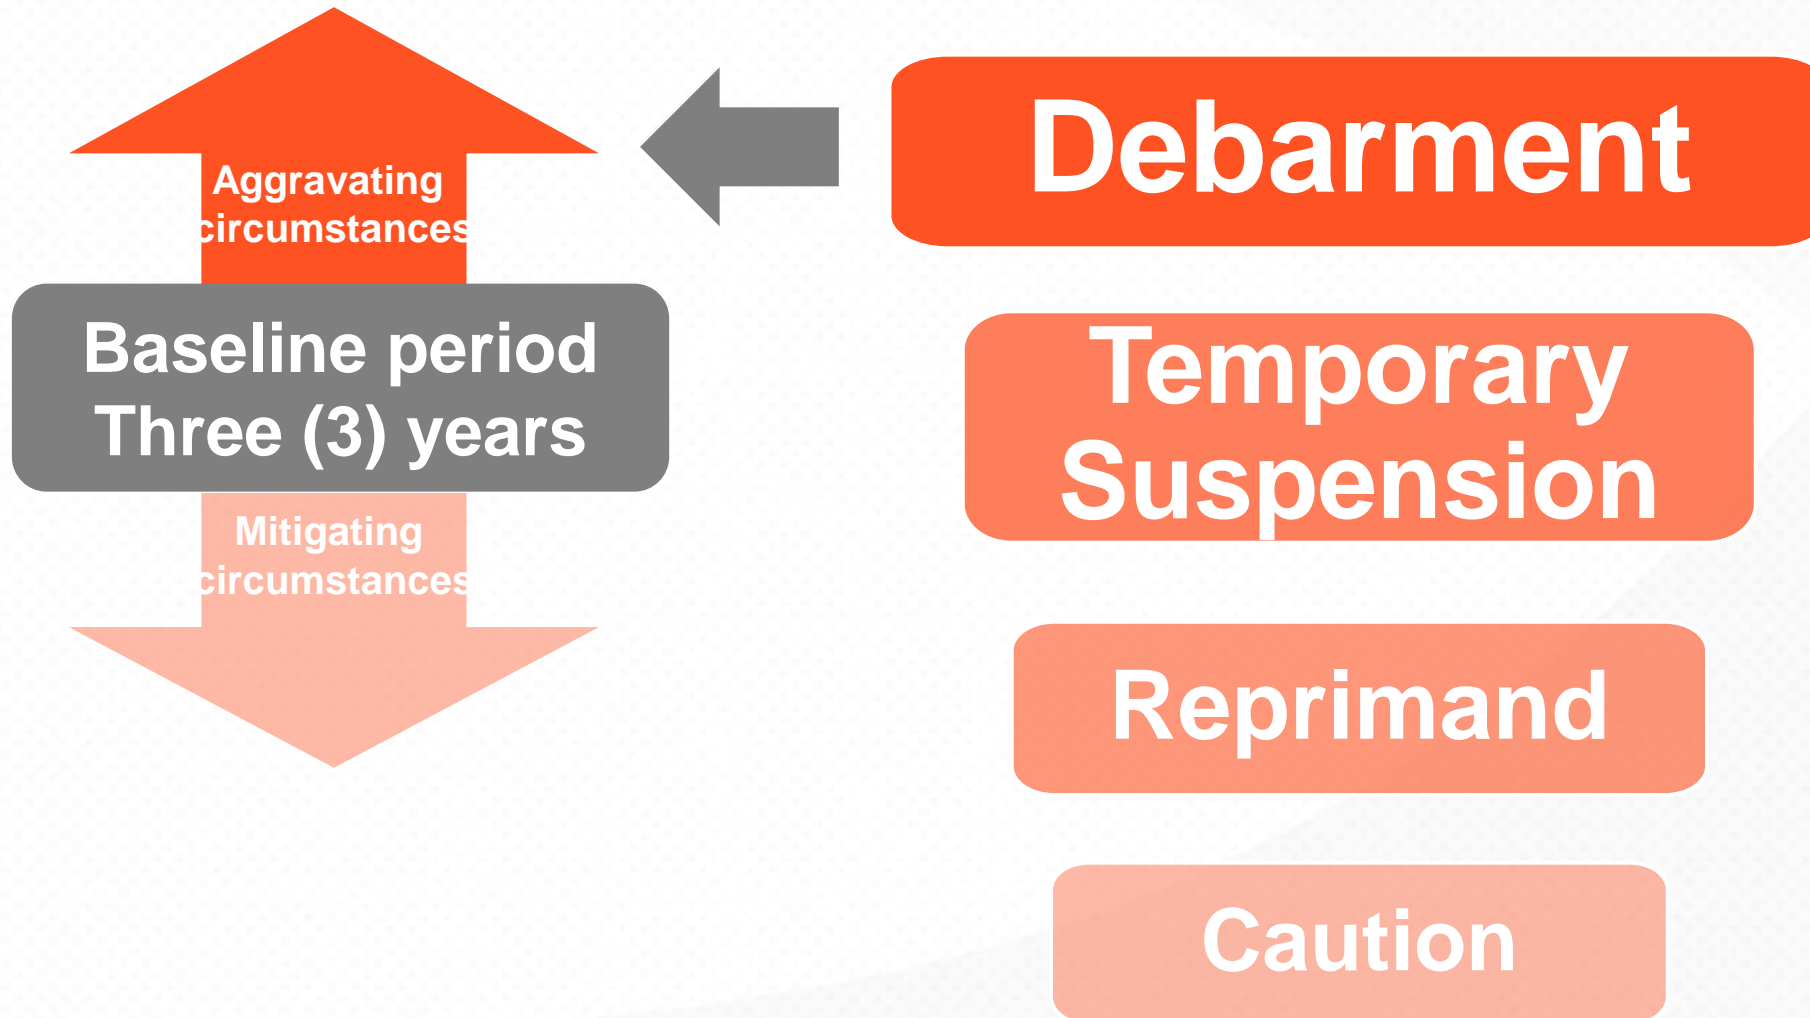 Aggravating
circumstances
Baseline period
Three (3) years
Mitigating
circumstances
Debarment
Temporary
Suspension
Reprimand
Caution